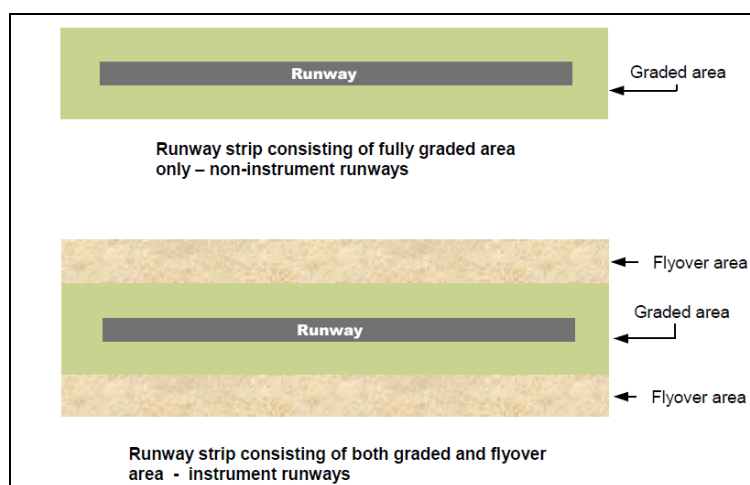 Runway
Graded area
Runway strip consisting of fully graded area
only – non-instrument runways
Flyover area
Graded area
Runway
Flyover area
Runway strip consisting of both graded and flyover
area - instrument runways